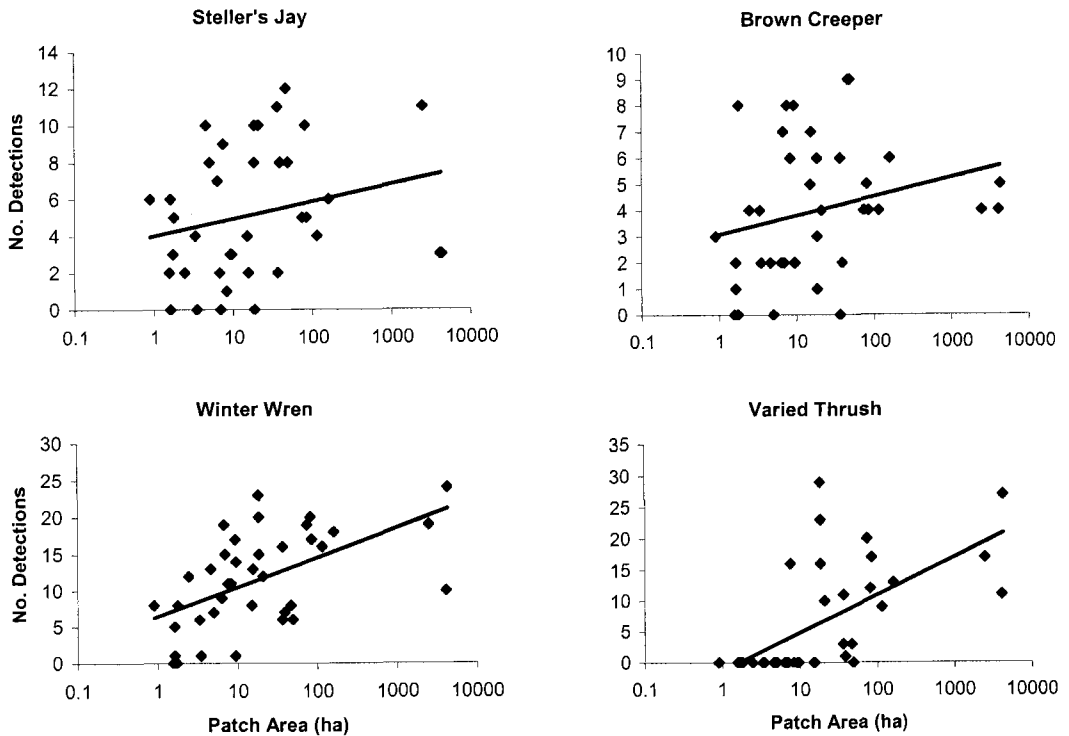 Steller's Jay
No. Detections
14
12
10
8
6
4
2
0
0.1 1 10 100 1000 10000
Brown Creeper
10
9
8
7
6
5
4
3
2
1
0
0.1 1 10 100 1000 10000
Winter Wren
No. Detections
30
25
20
15
10
5
0
0.1 1 10 100 1000 10000
Patch Area (ha)
Varied Thrush
35
30
25
20
15
10
5
0
0.1 1 10 100 1000 10000
Patch Area (ha)